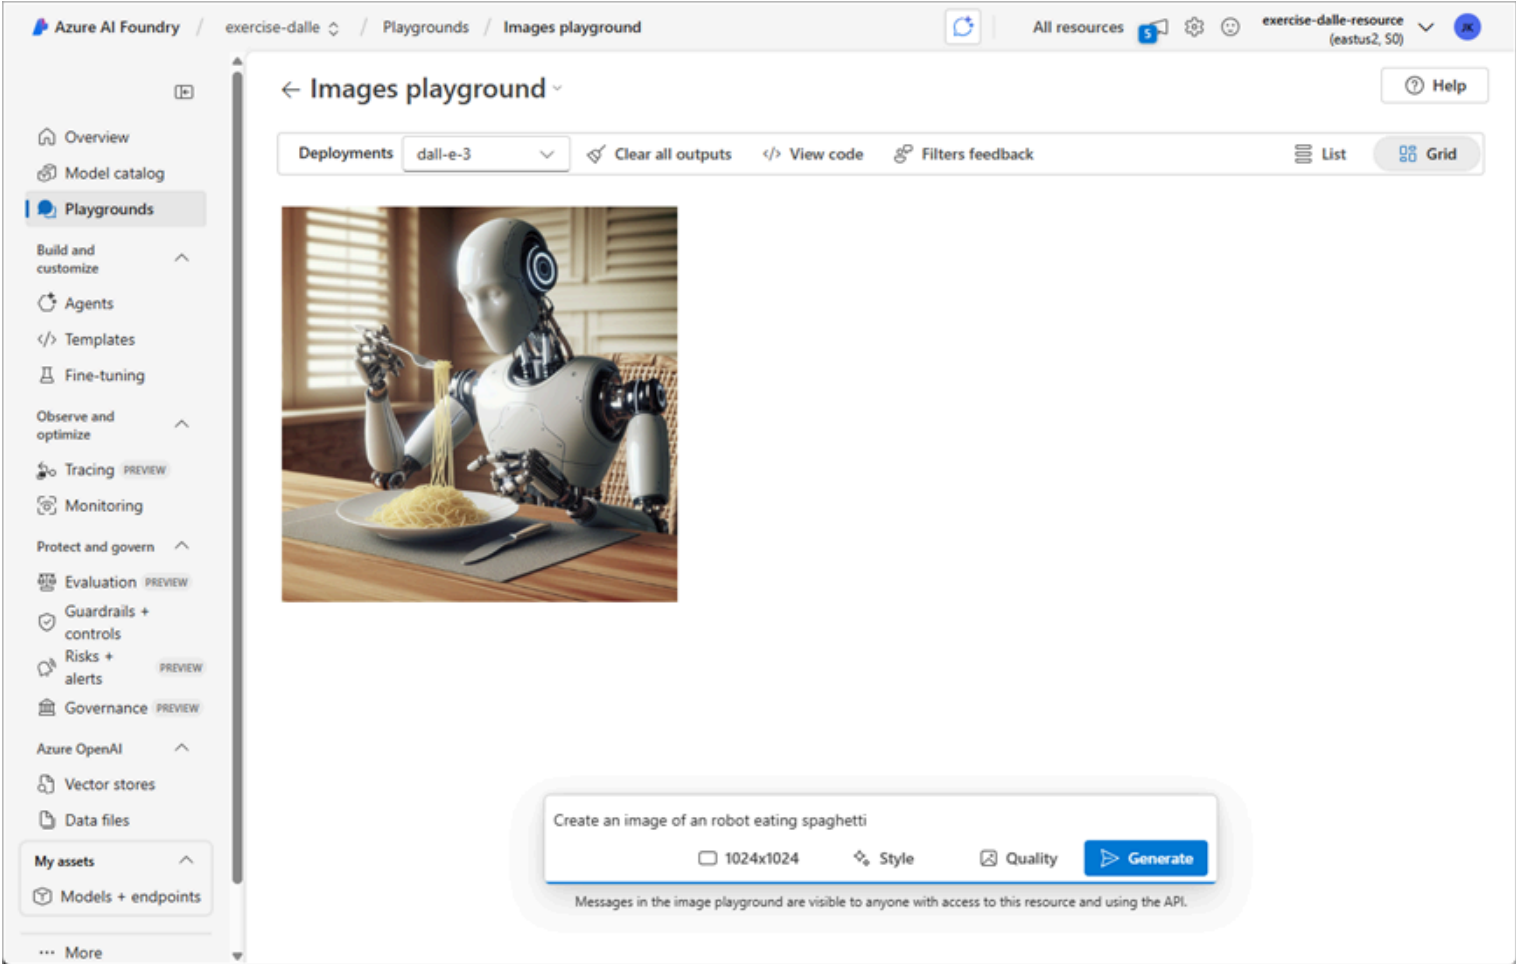 Azure AI Foundry / exercise-dalle / Playgrounds / Images playground
All resources
5
exercise-dalle-resource
(eastus2, S0)
JK
Images playground
Help
Overview
Model catalog
Playgrounds
Build and
customize
Agents
Templates
Fine-tuning
Observe and
optimize
Tracing PREVIEW
Monitoring
Protect and govern
Evaluation PREVIEW
Guardrails +
controls
Risks +
alerts PREVIEW
Governance PREVIEW
Azure OpenAI
Vector stores
Data files
My assets
Models + endpoints
More
Deployments dall-e-3 Clear all outputs View code Filters feedback List Grid
Create an image of an robot eating spaghetti
1024x1024 Style Quality Generate
Messages in the image playground are visible to anyone with access to this resource and using the API.